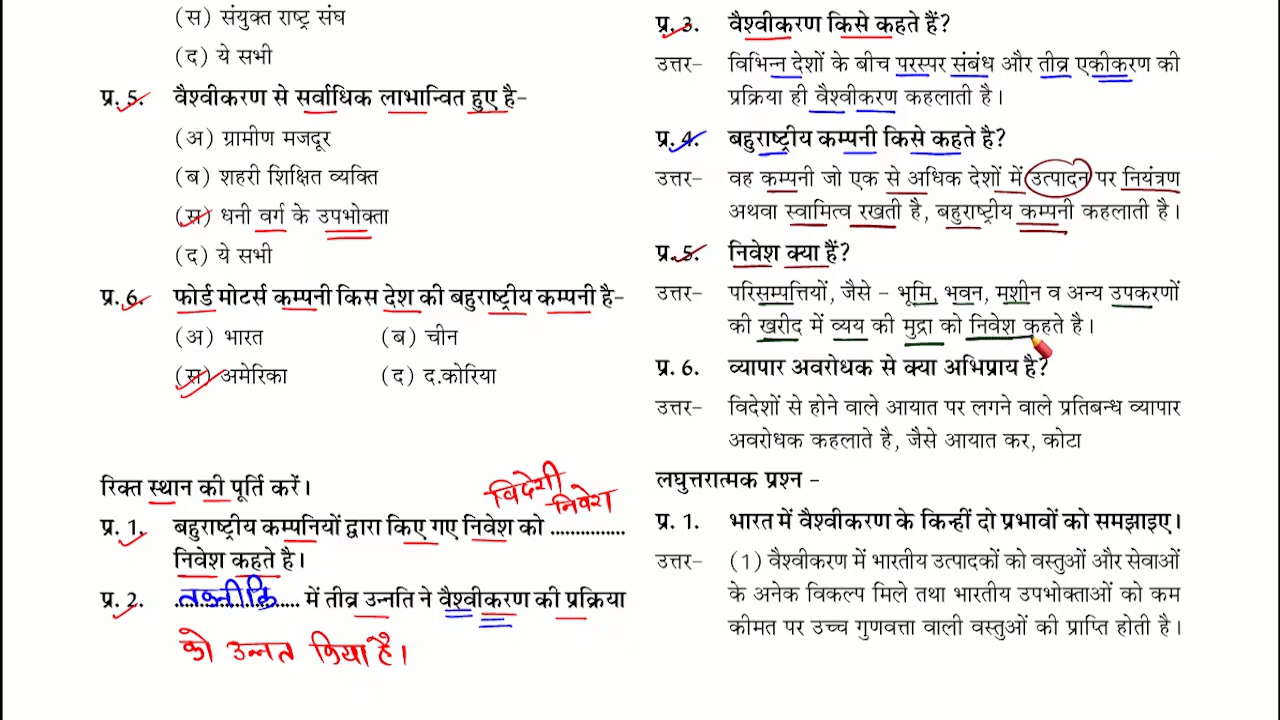 (स) संयुक्त राष्ट्र संघ
(द) ये सभी
प्र. 5. वैश्वीकरण से सर्वाधिक लाभान्वित हुए है-
(अ) ग्रामीण मजदूर
(ब) शहरी शिक्षित व्यक्ति
(स) धनी वर्ग के उपभोक्ता
(द) ये सभी
प्र. 6. फोर्ड मोटर्स कम्पनी किस देश की बहुराष्ट्रीय कम्पनी है-
(अ) भारत (ब) चीन
(स) अमेरिका (द) द.कोरिया
रिक्त स्थान की पूर्ति करें।
विदेशी
निवेश
प्र. 1. बहुराष्ट्रीय कम्पनियों द्वारा किए गए निवेश को ...............
निवेश कहते है।
तकनीकि
प्र. 2. ......................... में तीव्र उन्नति ने वैश्वीकरण की प्रक्रिया
को उन्नत किया है।
प्र. 3. वैश्वीकरण किसे कहते हैं?
उत्तर- विभिन्न देशों के बीच परस्पर संबंध और तीव्र एकीकरण की
प्रक्रिया ही वैश्वीकरण कहलाती है।
प्र. 4. बहुराष्ट्रीय कम्पनी किसे कहते है?
उत्तर- वह कम्पनी जो एक से अधिक देशों में उत्पादन पर नियंत्रण
अथवा स्वामित्व रखती है, बहुराष्ट्रीय कम्पनी कहलाती है।
प्र. 5. निवेश क्या हैं?
उत्तर- परिसम्पत्तियों, जैसे - भूमि, भवन, मशीन व अन्य उपकरणों
की खरीद में व्यय की मुद्रा को निवेश कहते है।
प्र. 6. व्यापार अवरोधक से क्या अभिप्राय है?
उत्तर- विदेशों से होने वाले आयात पर लगने वाले प्रतिबन्ध व्यापार
अवरोधक कहलाते है, जैसे आयात कर, कोटा
लघुत्तरात्मक प्रश्न -
प्र. 1. भारत में वैश्वीकरण के किन्हीं दो प्रभावों को समझाइए।
उत्तर- (1) वैश्वीकरण में भारतीय उत्पादकों को वस्तुओं और सेवाओं
के अनेक विकल्प मिले तथा भारतीय उपभोक्ताओं को कम
कीमत पर उच्च गुणवत्ता वाली वस्तुओं की प्राप्ति होती है।